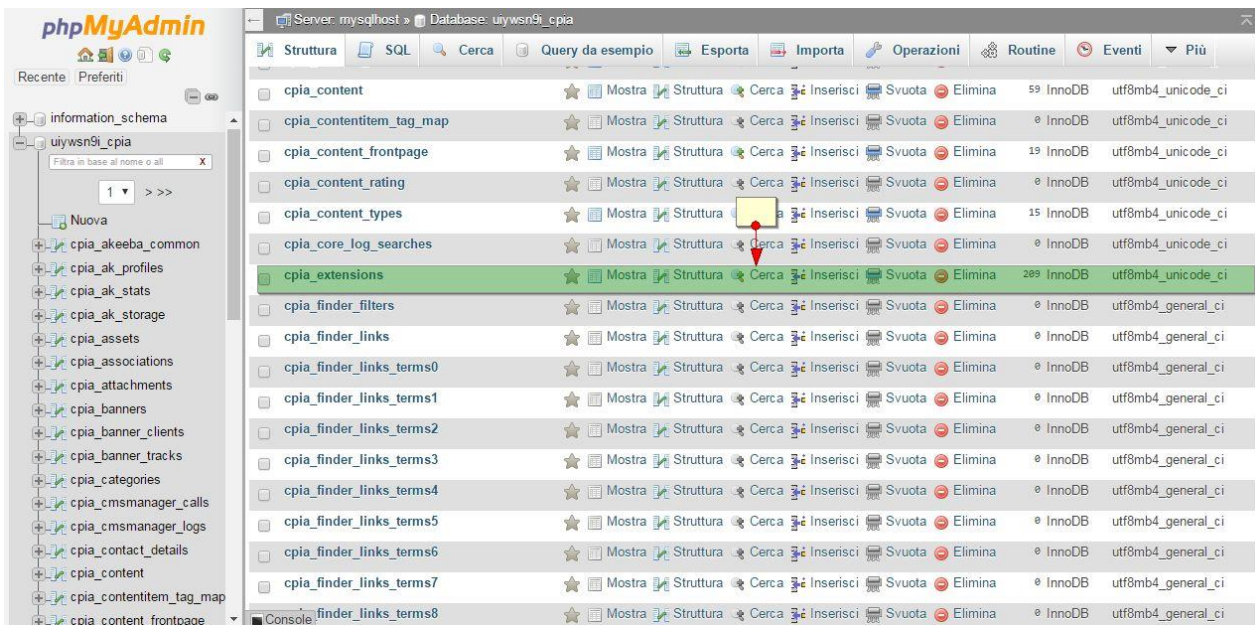 phpMyAdmin
Recente Preferiti
information_schema
uiywsn9i_cpia
Filtra in base al nome o all X
1 > >>
Nuova
cpia_akeeba_common
cpia_ak_profiles
cpia_ak_stats
cpia_ak_storage
cpia_assets
cpia_associations
cpia_attachments
cpia_banners
cpia_banner_clients
cpia_banner_tracks
cpia_categories
cpia_cmsmanager_calls
cpia_cmsmanager_logs
cpia_contact_details
cpia_content
cpia_contentitem_tag_map
cpia_content_frontpage
Server: mysqlhost » Database: uiywsn9i_cpia
Struttura SQL Cerca Query da esempio Esporta Importa Operazioni Routine Eventi Più
cpia_content Mostra Struttura Cerca Inserisci Svuota Elimina 59 InnoDB utf8mb4_unicode_ci
cpia_contentitem_tag_map Mostra Struttura Cerca Inserisci Svuota Elimina 0 InnoDB utf8mb4_unicode_ci
cpia_content_frontpage Mostra Struttura Cerca Inserisci Svuota Elimina 19 InnoDB utf8mb4_unicode_ci
cpia_content_rating Mostra Struttura Cerca Inserisci Svuota Elimina 0 InnoDB utf8mb4_unicode_ci
cpia_content_types Mostra Struttura a Inserisci Svuota Elimina 15 InnoDB utf8mb4_unicode_ci
cpia_core_log_searches Mostra Struttura Cerca Inserisci Svuota Elimina 0 InnoDB utf8mb4_unicode_ci
cpia_extensions Mostra Struttura Cerca Inserisci Svuota Elimina 209 InnoDB utf8mb4_unicode_ci
cpia_finder_filters Mostra Struttura Cerca Inserisci Svuota Elimina 0 InnoDB utf8mb4_general_ci
cpia_finder_links Mostra Struttura Cerca Inserisci Svuota Elimina 0 InnoDB utf8mb4_general_ci
cpia_finder_links_terms0 Mostra Struttura Cerca Inserisci Svuota Elimina 0 InnoDB utf8mb4_general_ci
cpia_finder_links_terms1 Mostra Struttura Cerca Inserisci Svuota Elimina 0 InnoDB utf8mb4_general_ci
cpia_finder_links_terms2 Mostra Struttura Cerca Inserisci Svuota Elimina 0 InnoDB utf8mb4_general_ci
cpia_finder_links_terms3 Mostra Struttura Cerca Inserisci Svuota Elimina 0 InnoDB utf8mb4_general_ci
cpia_finder_links_terms4 Mostra Struttura Cerca Inserisci Svuota Elimina 0 InnoDB utf8mb4_general_ci
cpia_finder_links_terms5 Mostra Struttura Cerca Inserisci Svuota Elimina 0 InnoDB utf8mb4_general_ci
cpia_finder_links_terms6 Mostra Struttura Cerca Inserisci Svuota Elimina 0 InnoDB utf8mb4_general_ci
cpia_finder_links_terms7 Mostra Struttura Cerca Inserisci Svuota Elimina 0 InnoDB utf8mb4_general_ci
Console finder_links_terms8 Mostra Struttura Cerca Inserisci Svuota Elimina 0 InnoDB utf8mb4_general_ci